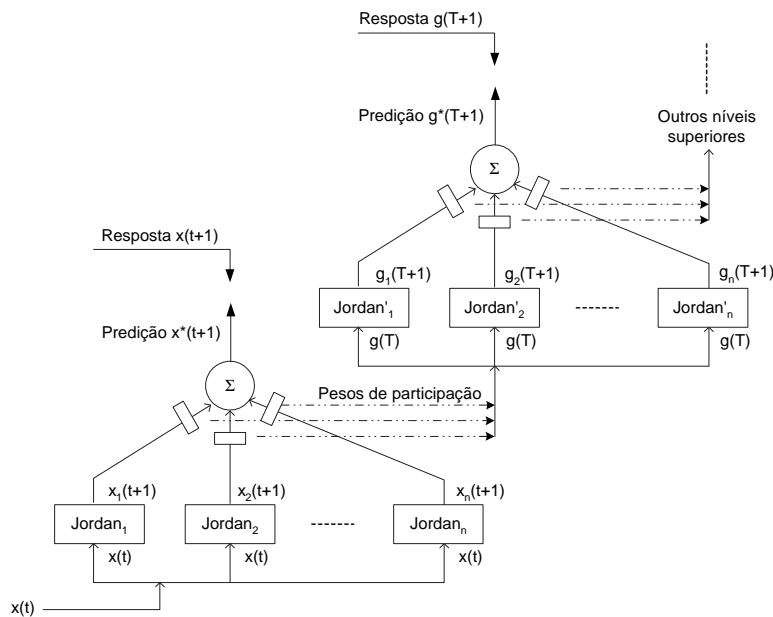 Resposta g(T+1)
Predição g*(T+1)
Outros níveis
superiores
Σ
Resposta x(t+1)
g₁(T+1)
g₂(T+1)
gₙ(T+1)
Jordan'₁
Jordan'₂
Jordan'ₙ
Predição x*(t+1)
g(T)
g(T)
g(T)
Σ
Pesos de participação
x₁(t+1)
x₂(t+1)
xₙ(t+1)
Jordan₁
Jordan₂
Jordanₙ
x(t)
x(t)
x(t)
x(t)